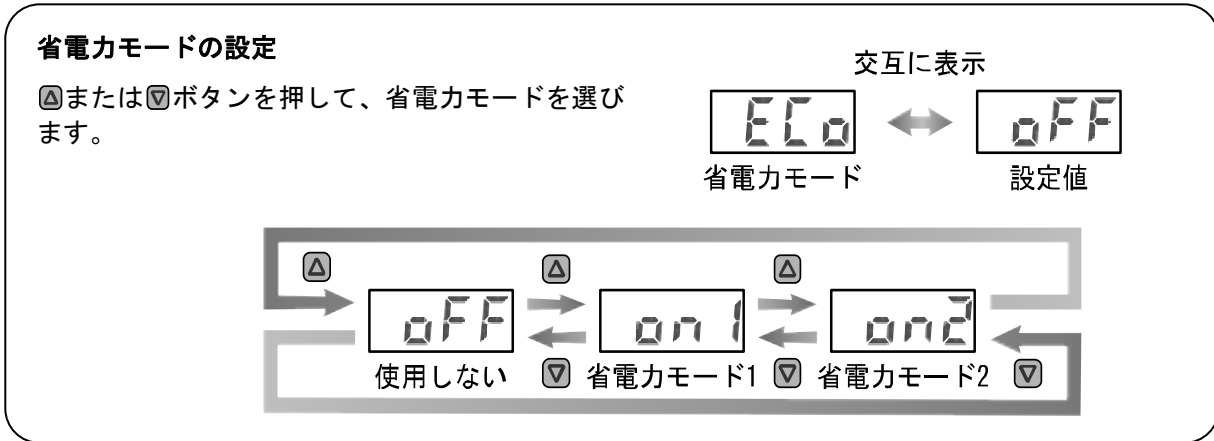 省電力モードの設定
△または▽ボタンを押して、省電力モードを選び
ます。
交互に表示
ECo
oFF
省電力モード
設定値
△
△
△
oFF
on1
on2
使用しない
▽
省電力モード1
▽
省電力モード2
▽